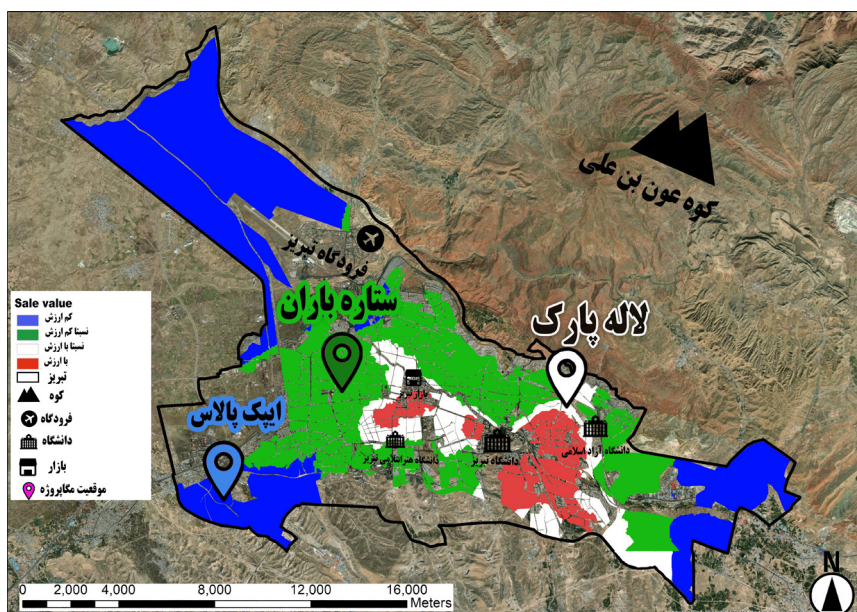 کوه عون بن علی
فرودگاه تبریز
ستاره باران
لاله پارک
ایپک پالاس
بازار تبریز
دانشگاه هنر اسلامی تبریز
دانشگاه تبریز
دانشگاه آزاد اسلامی
Sale value
کم ارزش
نسبتا کم ارزش
نسبتا با ارزش
با ارزش
تبریز
کوه
فرودگاه
دانشگاه
بازار
موقعیت مگاپروژه
0 2,000 4,000 8,000 12,000 16,000
Meters
N